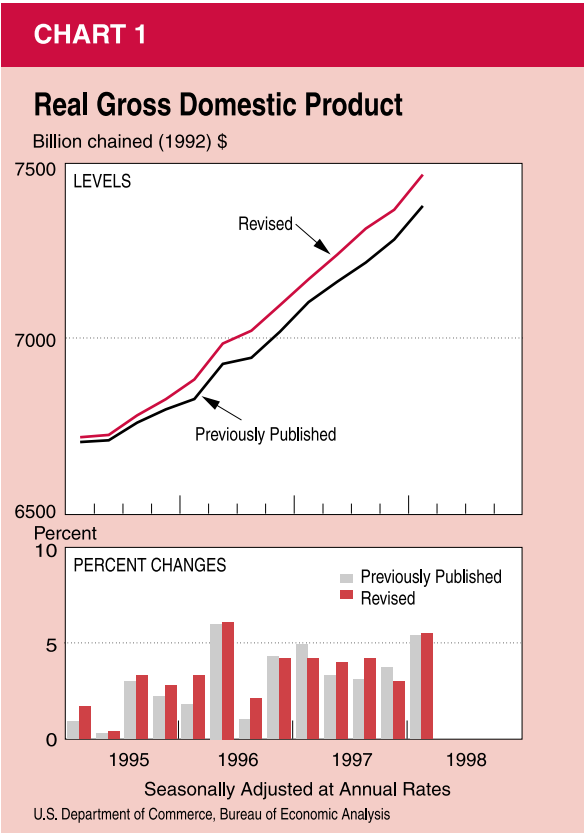 CHART 1
Real Gross Domestic Product
Billion chained (1992) $
7500
LEVELS
Revised
7000
Previously Published
6500
Percent
10
PERCENT CHANGES
Previously Published
Revised
5
0
1995 1996 1997 1998
Seasonally Adjusted at Annual Rates
U.S. Department of Commerce, Bureau of Economic Analysis